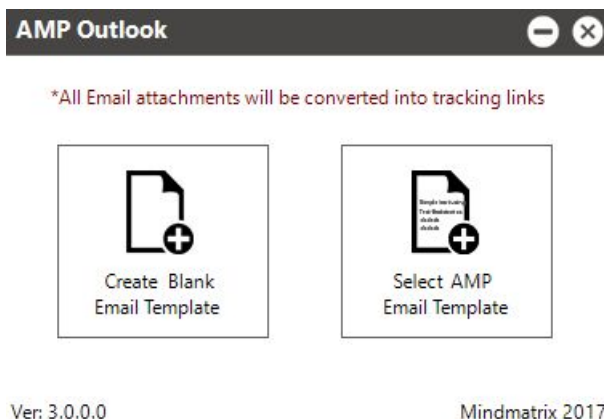 AMP Outlook
*All Email attachments will be converted into tracking links
Create Blank
Email Template
Select AMP
Email Template
Ver: 3.0.0.0
Mindmatrix 2017